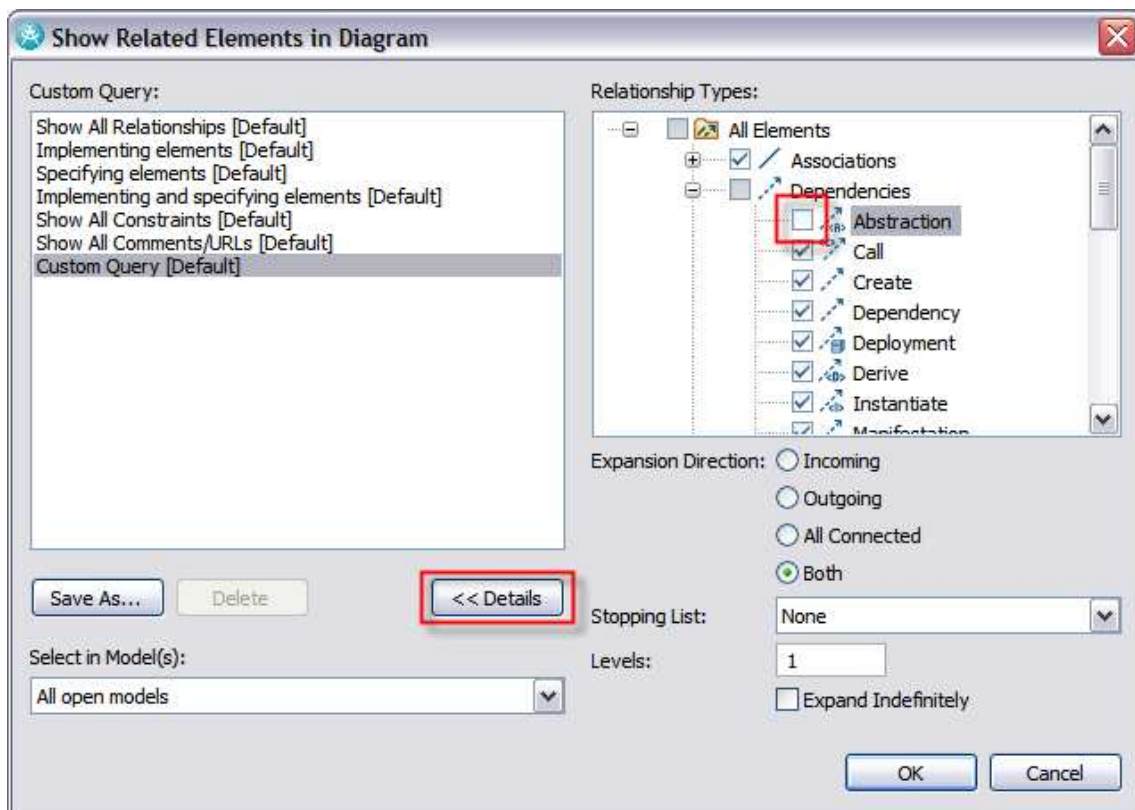 Show Related Elements in Diagram
Custom Query:
Show All Relationships [Default]
Implementing elements [Default]
Specifying elements [Default]
Implementing and specifying elements [Default]
Show All Constraints [Default]
Show All Comments/URLs [Default]
Custom Query [Default]
Save As...
Delete
<< Details
Select in Model(s):
All open models
Relationship Types:
All Elements
Associations
Dependencies
Abstraction
Call
Create
Dependency
Deployment
Derive
Instantiate
Manifestation
Expansion Direction:
Incoming
Outgoing
All Connected
Both
Stopping List:
None
Levels:
1
Expand Indefinitely
OK
Cancel